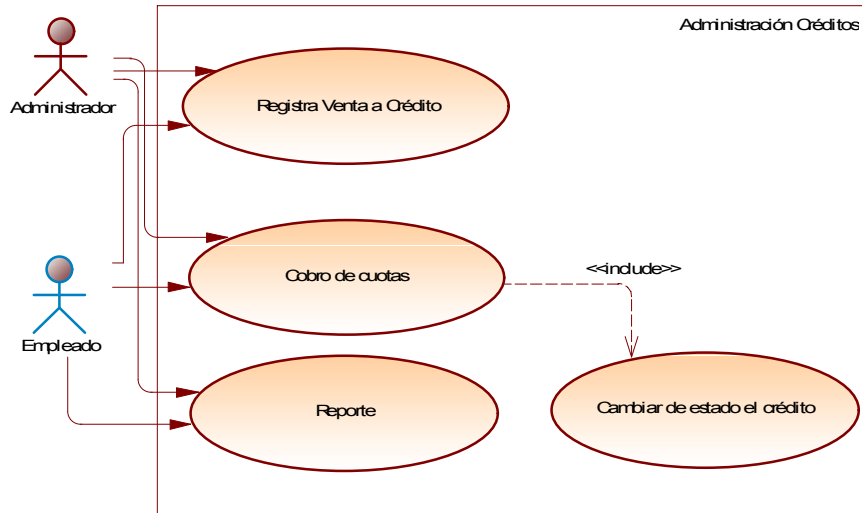 Administración Créditos
Administrador
Registra Venta a Crédito
Cobro de cuotas
<<include>>
Empleado
Reporte
Cambiar de estado el crédito